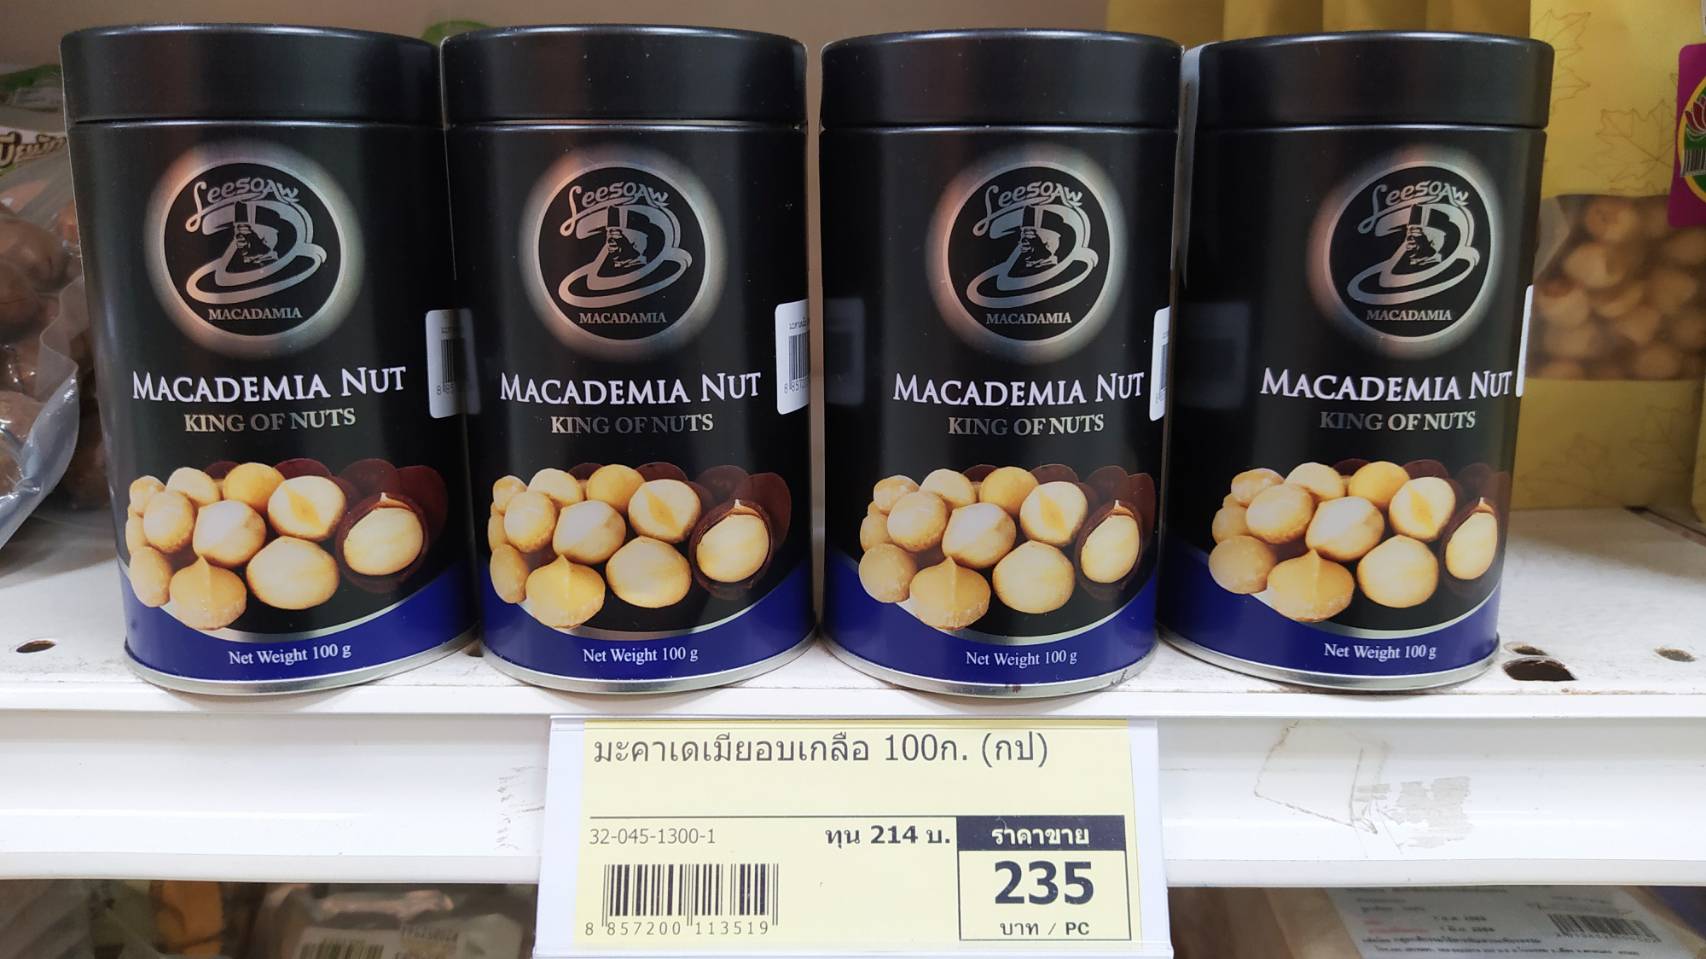 Leesoaw
MACADAMIA
MACADEMIA NUT
KING OF NUTS
Net Weight 100 g
Leesoaw
MACADAMIA
MACADEMIA NUT
KING OF NUTS
Net Weight 100 g
Leesoaw
MACADAMIA
MACADEMIA NUT
KING OF NUTS
Net Weight 100 g
Leesoaw
MACADAMIA
MACADEMIA NUT
KING OF NUTS
Net Weight 100 g
มะคาเดเมียอบเกลือ 100ก. (กป)
32-045-1300-1 ทุน 214 บ. ราคาขาย
235
บาท / PC
8 857200 113519